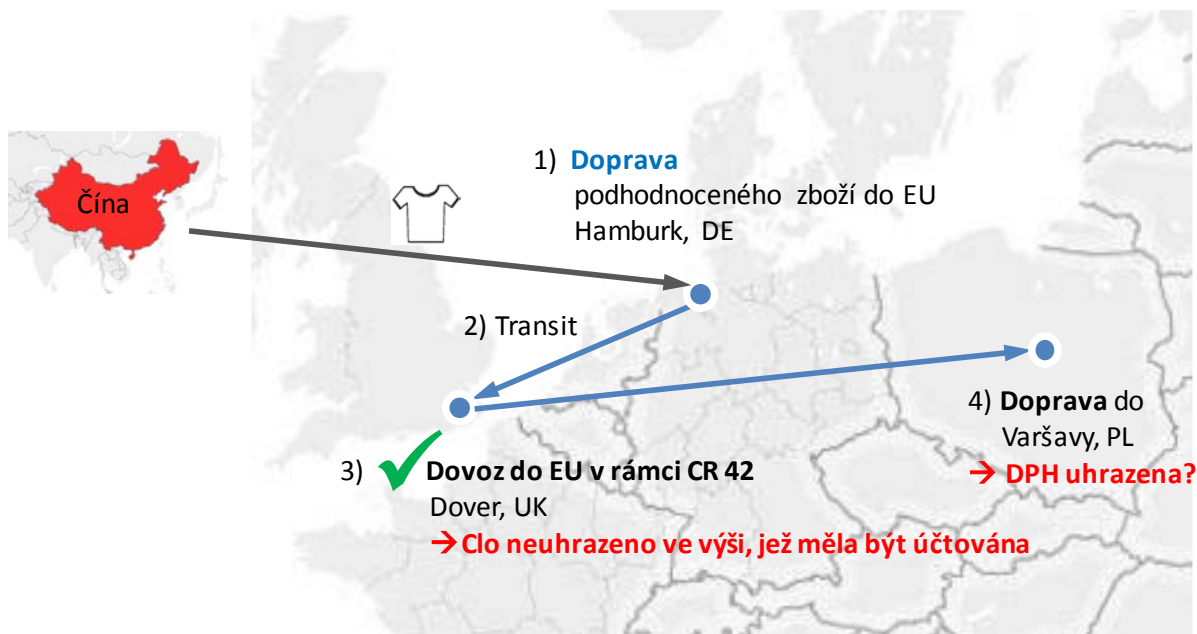 Čína
1) Doprava
podhodnoceného zboží do EU
Hamburk, DE
2) Transit
3) Dovoz do EU v rámci CR 42
Dover, UK
→ Clo neuhrazeno ve výši, jež měla být účtována
4) Doprava do
Varšavy, PL
→ DPH uhrazena?